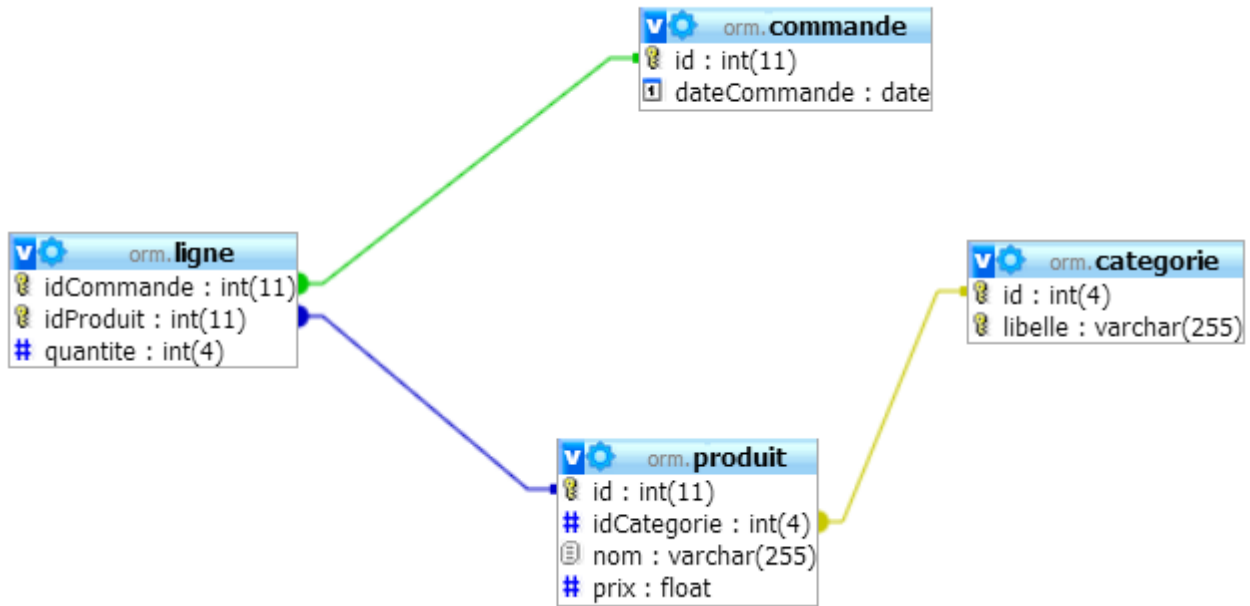 orm.commande
id : int(11)
dateCommande : date
orm.ligne
idCommande : int(11)
idProduit : int(11)
# quantite : int(4)
orm.categorie
id : int(4)
libelle : varchar(255)
orm.produit
id : int(11)
# idCategorie : int(4)
nom : varchar(255)
# prix : float